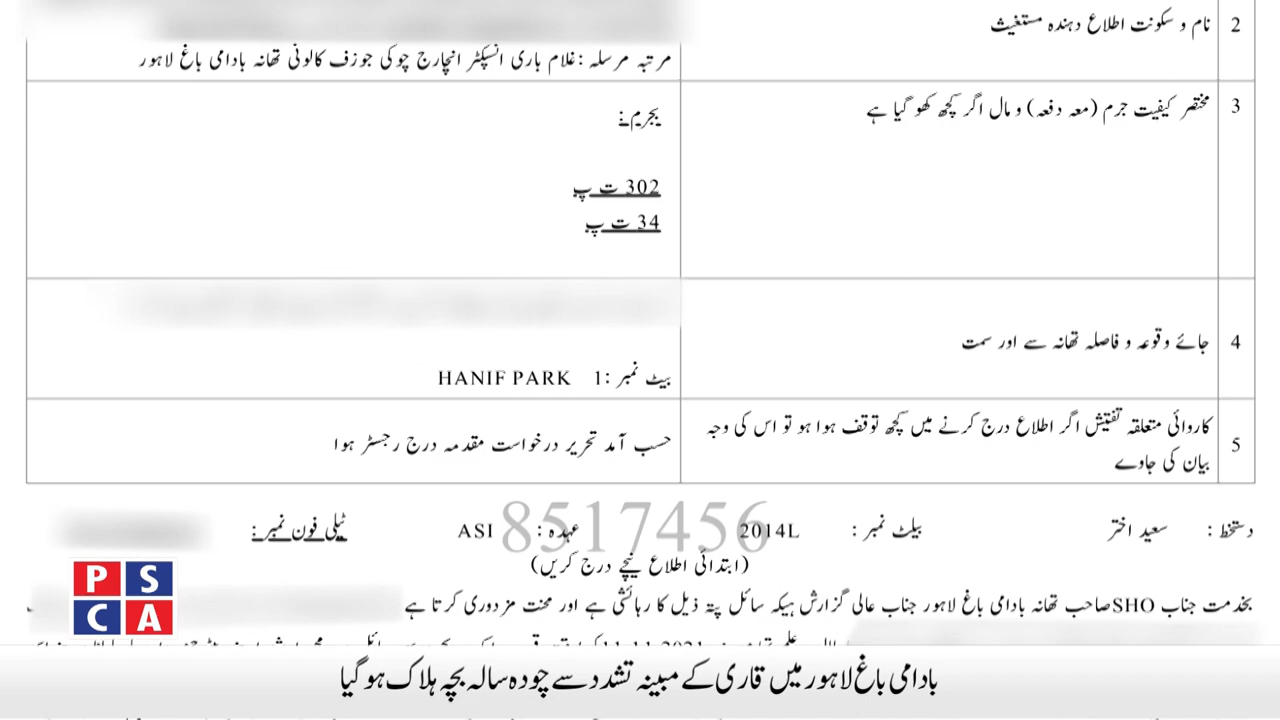 2 نام و سکونت اطلاع دہندہ مستغیث
مرتبہ مرسلہ :غلام باری انسپکٹر انچارج چوکی جوزف کالونی تھانہ بادامی باغ لاہور
3 مختصر کیفیت جرم (معہ دفعہ) و مال اگر کچھ کھو گیا ہے
بجرم:
302 ت پ
34 ت پ
4 جائے وقوعہ و فاصلہ تھانہ سے اور سمت
بیٹ نمبر :1 HANIF PARK
5 کاروائی متعلقہ تفتیش اگر اطلاع درج کرنے میں کچھ توقف ہوا ہو تو اس کی وجہ
بیان کی جاوے
حسب آمد تحریر درخواست مقدمہ درج رجسٹر ہوا
8517456
دستخط: سعید اختر بیلٹ نمبر: 2014L عہدہ: ASI ٹیلی فون نمبر:
(ابتدائی اطلاع نیچے درج کریں)
بخدمت جناب SHO صاحب تھانہ بادامی باغ لاہور جناب عالی گزارش ہیکہ سائل پتہ ذیل کا رہائشی ہے اور محنت مزدوری کرتا ہے
PSCA
بادامی باغ لاہور میں قاری کے مبینہ تشدد سے چودہ سالہ بچہ ہلاک ہو گیا